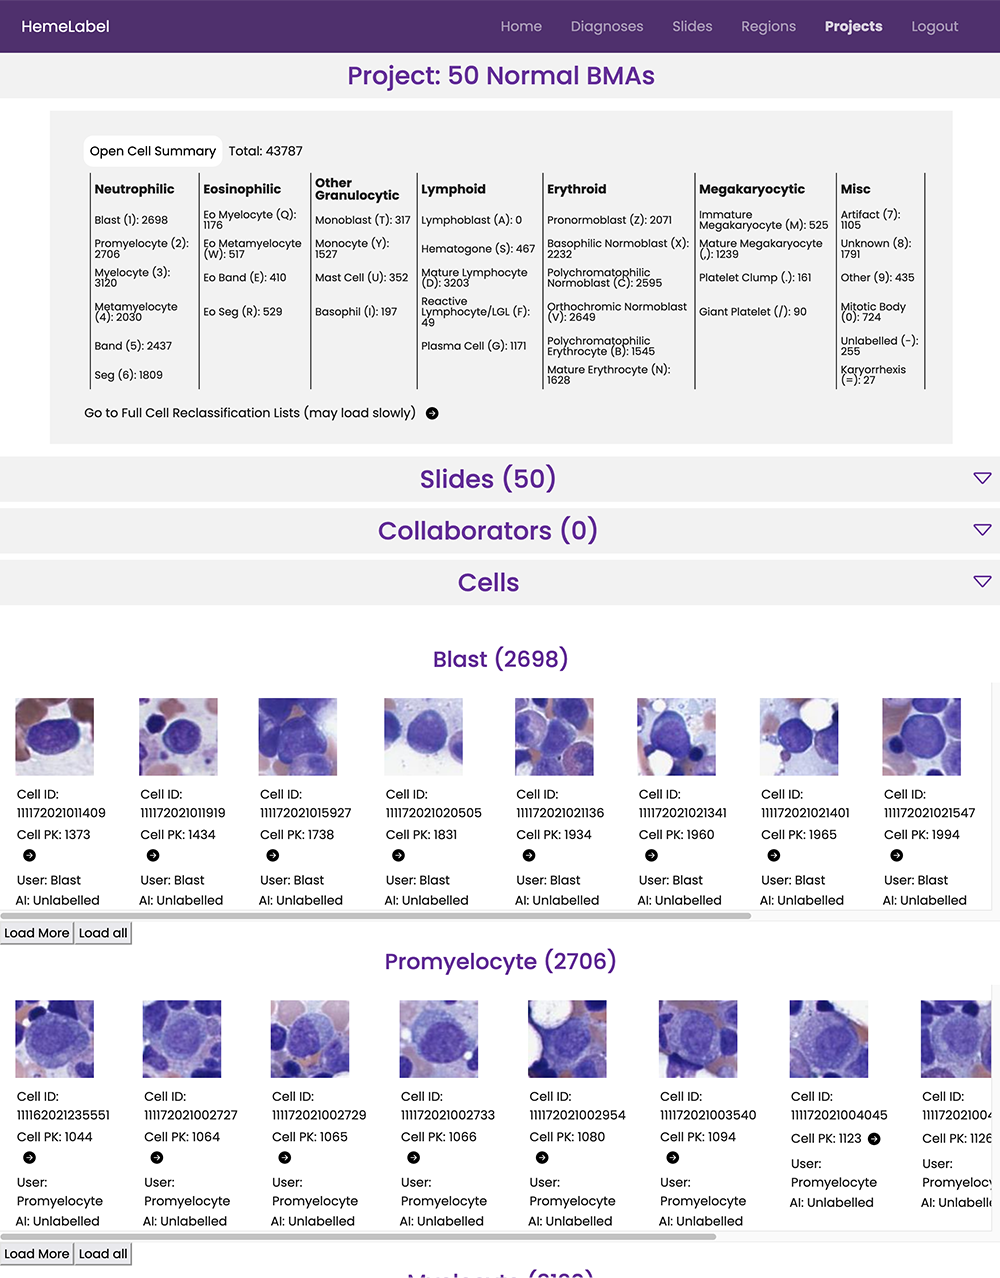 HemeLabel
Home Diagnoses Slides Regions Projects Logout
Project: 50 Normal BMAs
Open Cell Summary Total: 43787
Neutrophilic
Blast (1): 2698
Promyelocyte (2):
2706
Myelocyte (3):
3120
Metamyelocyte
(4): 2030
Band (5): 2437
Seg (6): 1809
Eosinophilic
Eo Myelocyte (Q):
1176
Eo Metamyelocyte
(W): 517
Eo Band (E): 410
Eo Seg (R): 529
Other
Granulocytic
Monoblast (T): 317
Monocyte (Y):
1527
Mast Cell (U): 352
Basophil (I): 197
Lymphoid
Lymphoblast (A): 0
Hematogone (S): 467
Mature Lymphocyte
(D): 3203
Reactive
Lymphocyte/LGL (F):
49
Plasma Cell (G): 1171
Erythroid
Pronormoblast (Z): 2071
Basophilic Normoblast (X):
2232
Polychromatophilic
Normoblast (C): 2595
Orthochromic Normoblast
(V): 2649
Polychromatophilic
Erythrocyte (B): 1545
Mature Erythrocyte (N):
1628
Megakaryocytic
Immature
Megakaryocyte (M): 525
Mature Megakaryocyte
(,): 1239
Platelet Clump (.): 161
Giant Platelet (/): 90
Misc
Artifact (7):
1105
Unknown (8):
1791
Other (9): 435
Mitotic Body
(0): 724
Unlabelled (-):
255
Karyorrhexis
(=): 27
Go to Full Cell Reclassification Lists (may load slowly)
Slides (50)
Collaborators (0)
Cells
Blast (2698)
Cell ID: Cell ID: Cell ID: Cell ID: Cell ID: Cell ID: Cell ID: Cell ID:
111172021011409 111172021011919 111172021015927 111172021020505 111172021021136 111172021021341 111172021021401 111172021021547
Cell PK: 1373 Cell PK: 1434 Cell PK: 1738 Cell PK: 1831 Cell PK: 1934 Cell PK: 1960 Cell PK: 1965 Cell PK: 1994
User: Blast User: Blast User: Blast User: Blast User: Blast User: Blast User: Blast User: Blast
AI: Unlabelled AI: Unlabelled AI: Unlabelled AI: Unlabelled AI: Unlabelled AI: Unlabelled AI: Unlabelled AI: Unlabelled
Load More Load all
Promyelocyte (2706)
Cell ID: Cell ID: Cell ID: Cell ID: Cell ID: Cell ID: Cell ID: Cell ID:
111162021235551 111172021002727 111172021002729 111172021002733 111172021002954 111172021003540 111172021004045 111172021004
Cell PK: 1044 Cell PK: 1064 Cell PK: 1065 Cell PK: 1066 Cell PK: 1080 Cell PK: 1094 Cell PK: 1123 Cell PK: 1126
User: User: User: User: User: User: User: User:
Promyelocyte Promyelocyte Promyelocyte Promyelocyte Promyelocyte Promyelocyte Promyelocyte Promyelocy
AI: Unlabelled AI: Unlabelled AI: Unlabelled AI: Unlabelled AI: Unlabelled AI: Unlabelled AI: Unlabelled AI: Unlabell
Load More Load all